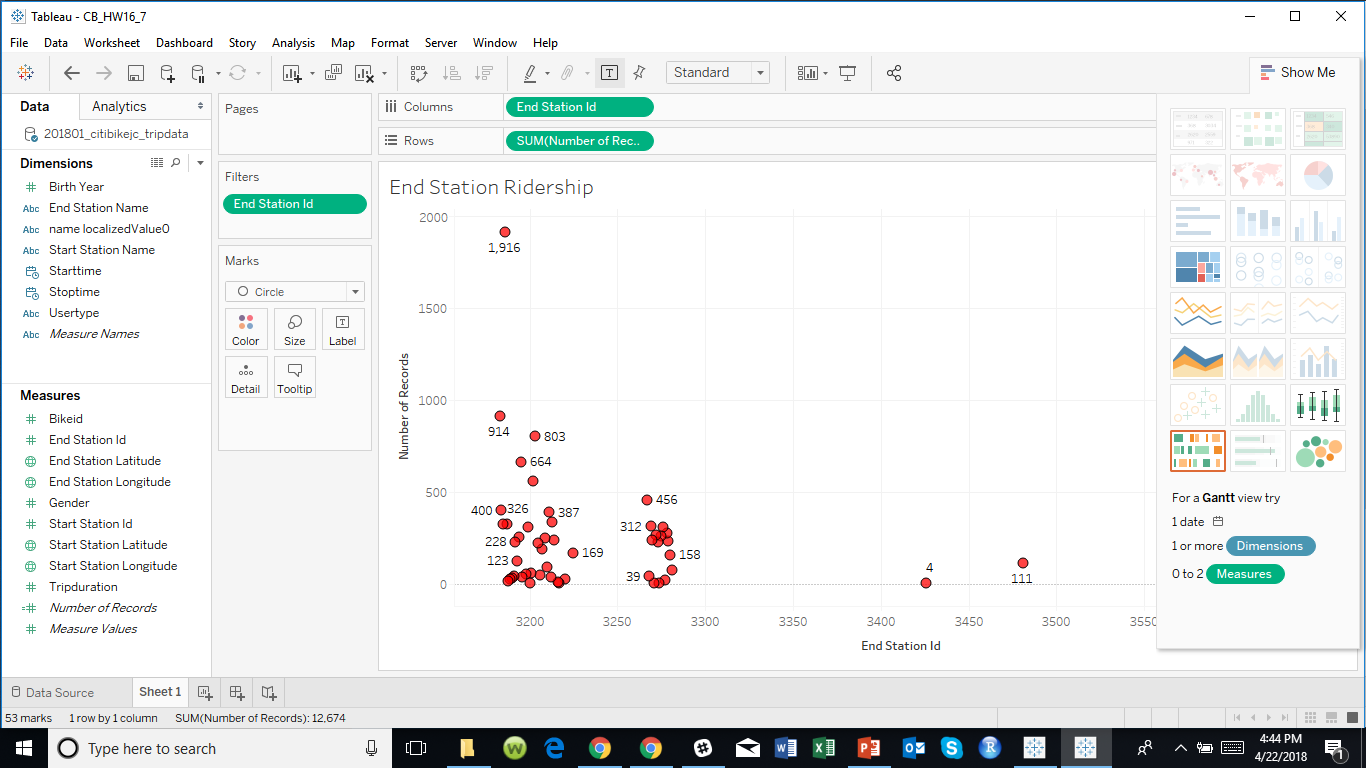 Tableau - CB_HW16_7
File Data Worksheet Dashboard Story Analysis Map Format Server Window Help
Standard
Show Me
Data Analytics
201801_citibikejc_tripdata
Dimensions
Birth Year
Abc End Station Name
Abc name localizedValue0
Abc Start Station Name
Starttime
Stoptime
Abc Usertype
Abc Measure Names
Measures
Bikeid
End Station Id
End Station Latitude
End Station Longitude
Gender
Start Station Id
Start Station Latitude
Start Station Longitude
Tripduration
Number of Records
Measure Values
Pages
Filters
End Station Id
Marks
Circle
Color Size Label
Detail Tooltip
Columns End Station Id
Rows SUM(Number of Rec..
End Station Ridership
2000
1500
1000
500
0
Number of Records
1,916
914
803
664
400
326
387
228
123
169
456
312
158
39
4
111
3200 3250 3300 3350 3400 3450 3500 3550
End Station Id
For a Gantt view try
1 date
1 or more Dimensions
0 to 2 Measures
Data Source Sheet 1
53 marks 1 row by 1 column SUM(Number of Records): 12,674
Type here to search
4:44 PM
4/22/2018
1